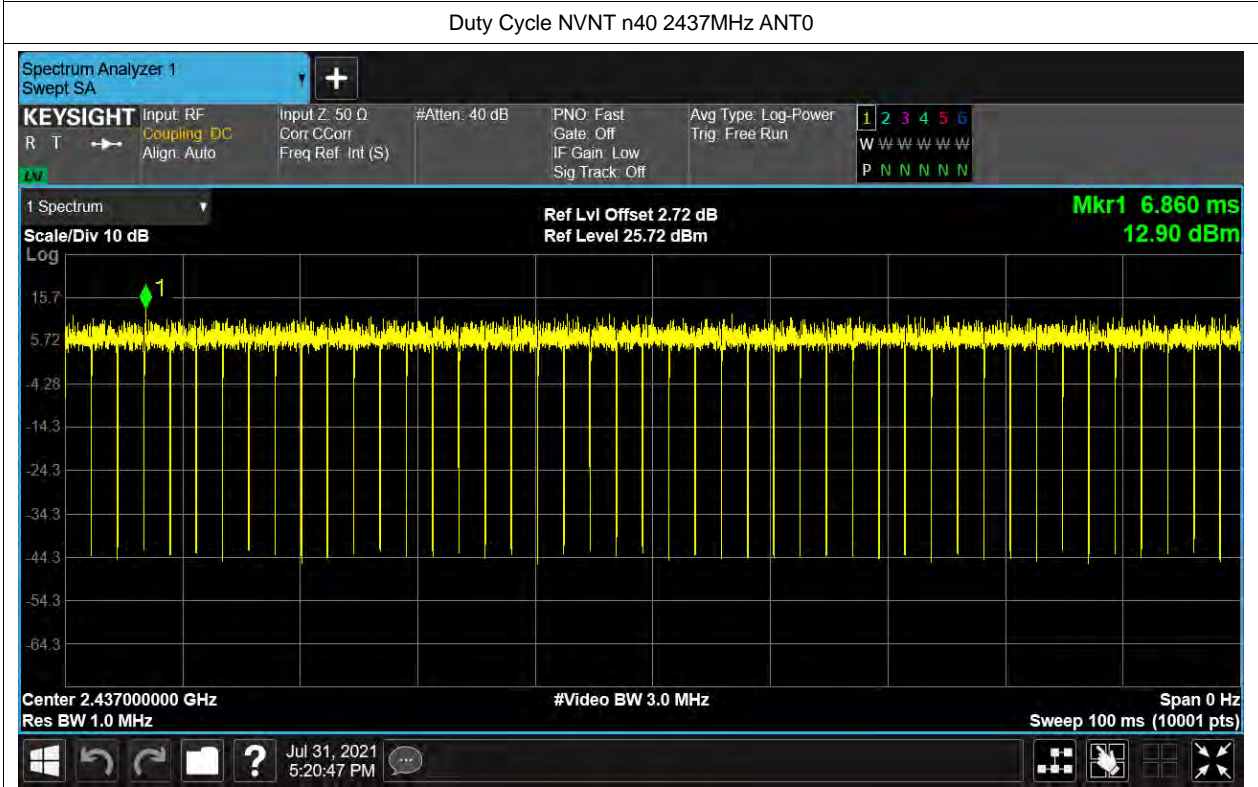 Duty Cycle NVNT n40 2437MHz ANT0
Spectrum Analyzer 1
Swept SA
+
KEYSIGHT
R T
Input: RF
Coupling: DC
Align: Auto
Input Z: 50 Ω
Corr CCorr
Freq Ref: Int (S)
#Atten: 40 dB
PNO: Fast
Gate: Off
IF Gain: Low
Sig Track: Off
Avg Type: Log-Power
Trig: Free Run
1 2 3 4 5 6
W W W W W W
P N N N N N
1 Spectrum
Scale/Div 10 dB
Log
Ref Lvl Offset 2.72 dB
Ref Level 25.72 dBm
Mkr1 6.860 ms
12.90 dBm
1
15.7
5.72
-4.28
-14.3
-24.3
-34.3
-44.3
-54.3
-64.3
Center 2.437000000 GHz
Res BW 1.0 MHz
#Video BW 3.0 MHz
Span 0 Hz
Sweep 100 ms (10001 pts)
?
Jul 31, 2021
5:20:47 PM